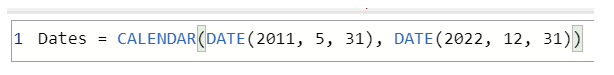 1 Dates = CALENDAR(DATE(2011, 5, 31), DATE(2022, 12, 31))